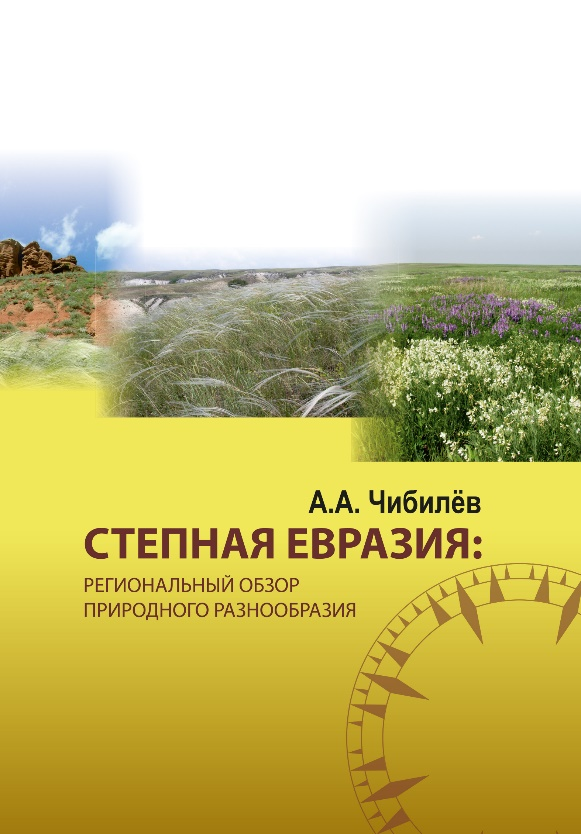 А.А. Чибилёв
СТЕПНАЯ ЕВРАЗИЯ:
РЕГИОНАЛЬНЫЙ ОБЗОР
ПРИРОДНОГО РАЗНООБРАЗИЯ